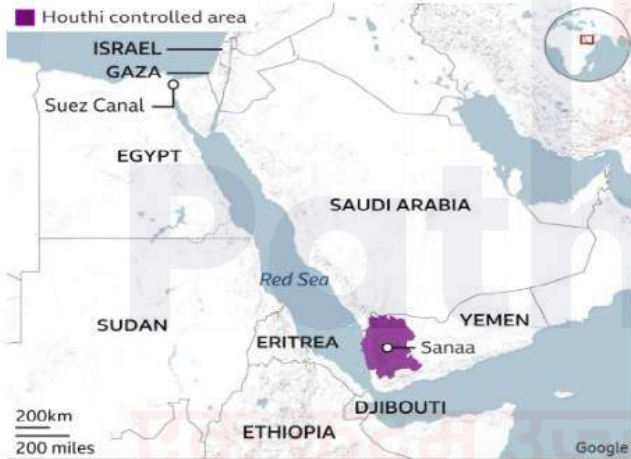 Houthi controlled area
ISRAEL
GAZA
Suez Canal
EGYPT
SAUDI ARABIA
Red Sea
SUDAN
ERITREA
YEMEN
Sanaa
DJIBOUTI
ETHIOPIA
200km
200 miles
Google
Path